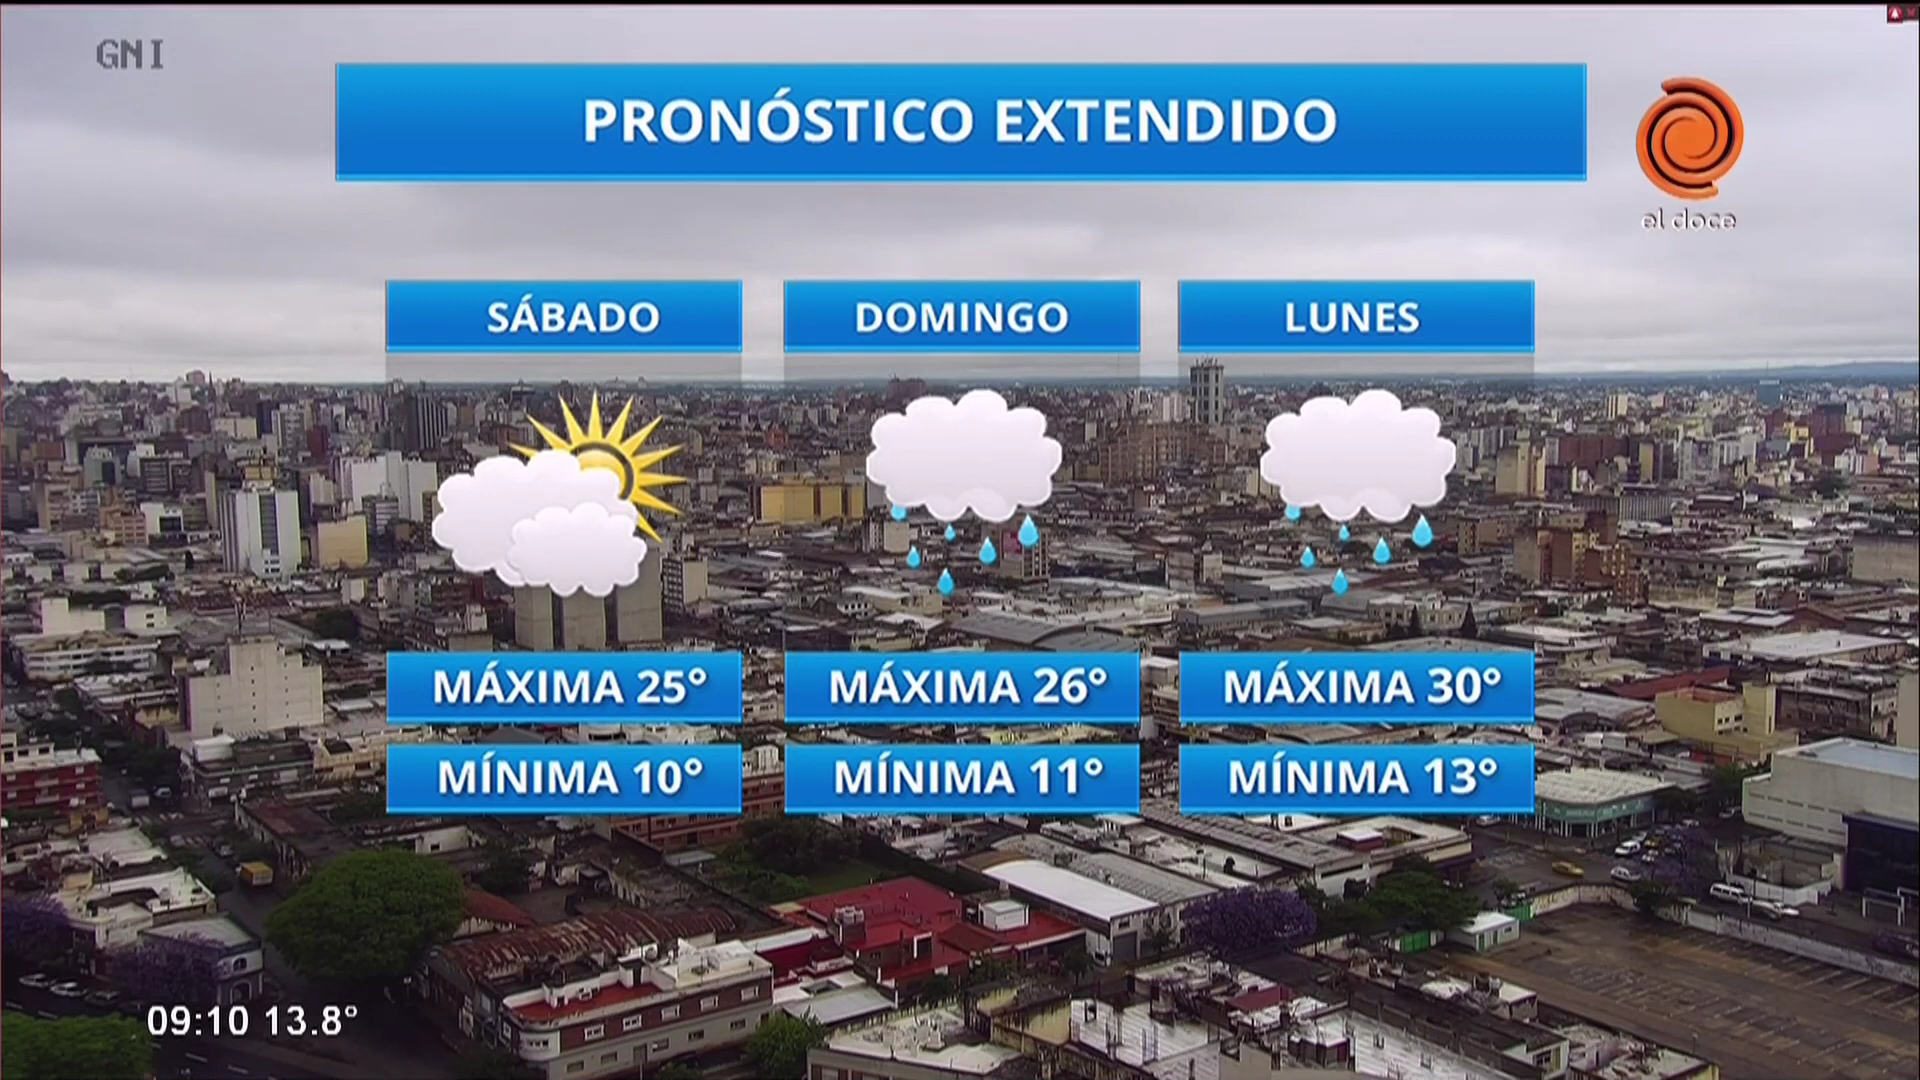 GNI
PRONÓSTICO EXTENDIDO
el doce
SÁBADO
DOMINGO
LUNES
MÁXIMA 25°
MÁXIMA 26°
MÁXIMA 30°
MÍNIMA 10°
MÍNIMA 11°
MÍNIMA 13°
09:10 13.8°